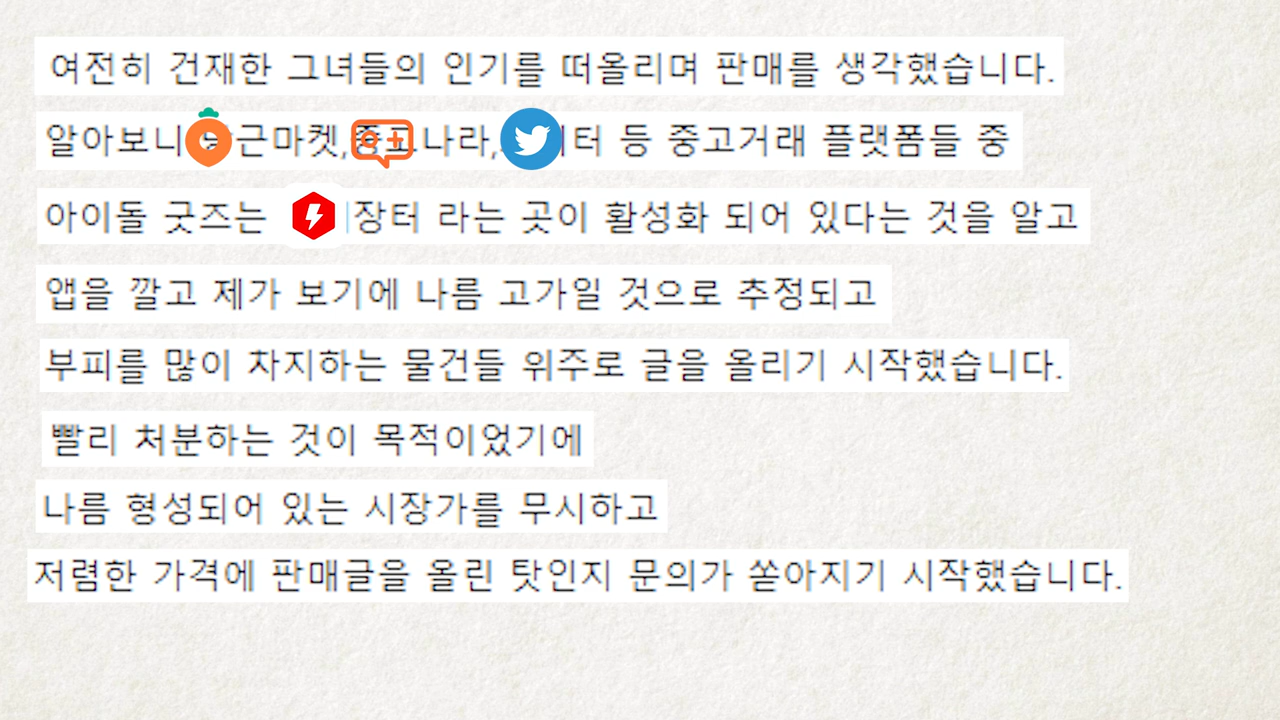 여전히 건재한 그녀들의 인기를 떠올리며 판매를 생각했습니다.
알아보니 근마켓, 나라, 터 등 중고거래 플랫폼들 중
아이돌 굿즈는 장터 라는 곳이 활성화 되어 있다는 것을 알고
앱을 깔고 제가 보기에 나름 고가일 것으로 추정되고
부피를 많이 차지하는 물건들 위주로 글을 올리기 시작했습니다.
빨리 처분하는 것이 목적이었기에
나름 형성되어 있는 시장가를 무시하고
저렴한 가격에 판매글을 올린 탓인지 문의가 쏟아지기 시작했습니다.